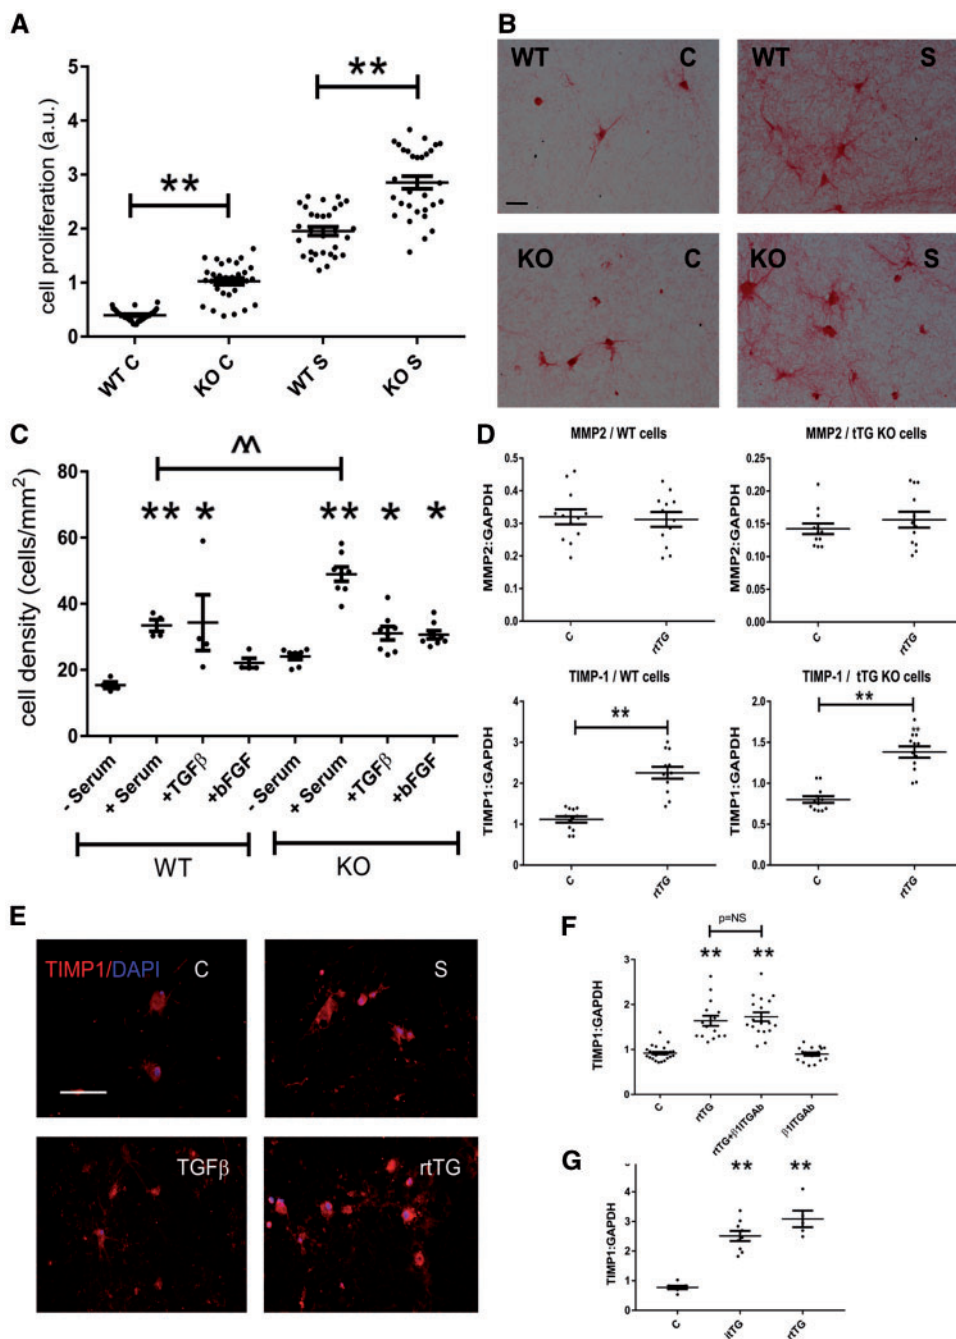 A
cell proliferation (a.u.)
5
4
3
2
1
0
**
**
WT C
KO C
WT S
KO S
B
WT C
WT S
KO C
KO S
C
cell density (cells/mm²)
80
60
40
20
0
^^
** * ** * *
- Serum
+ Serum
+TGFβ
+bFGF
- Serum
+ Serum
+TGFβ
+bFGF
WT
KO
D
MMP2 / WT cells
MMP2:GAPDH
0.5
0.4
0.3
0.2
0.1
0.0
C
rtTG
MMP2 / tTG KO cells
MMP2:GAPDH
0.25
0.20
0.15
0.10
0.05
0.00
C
rtTG
TIMP-1 / WT cells
TIMP1:GAPDH
4
3
2
1
0
**
C
rtTG
TIMP-1 / tTG KO cells
TIMP1:GAPDH
2.0
1.5
1.0
0.5
0.0
**
**
C
rtTG
E
TIMP1/DAPI C
S
TGFβ
rtTG
F
p=NS
** **
TIMP1:GAPDH
3
2
1
0
C
rtTG
rtTG+β1ITGAb
β1ITGAb
G
** **
TIMP1:GAPDH
4
3
2
1
0
C
itTG
rtTG